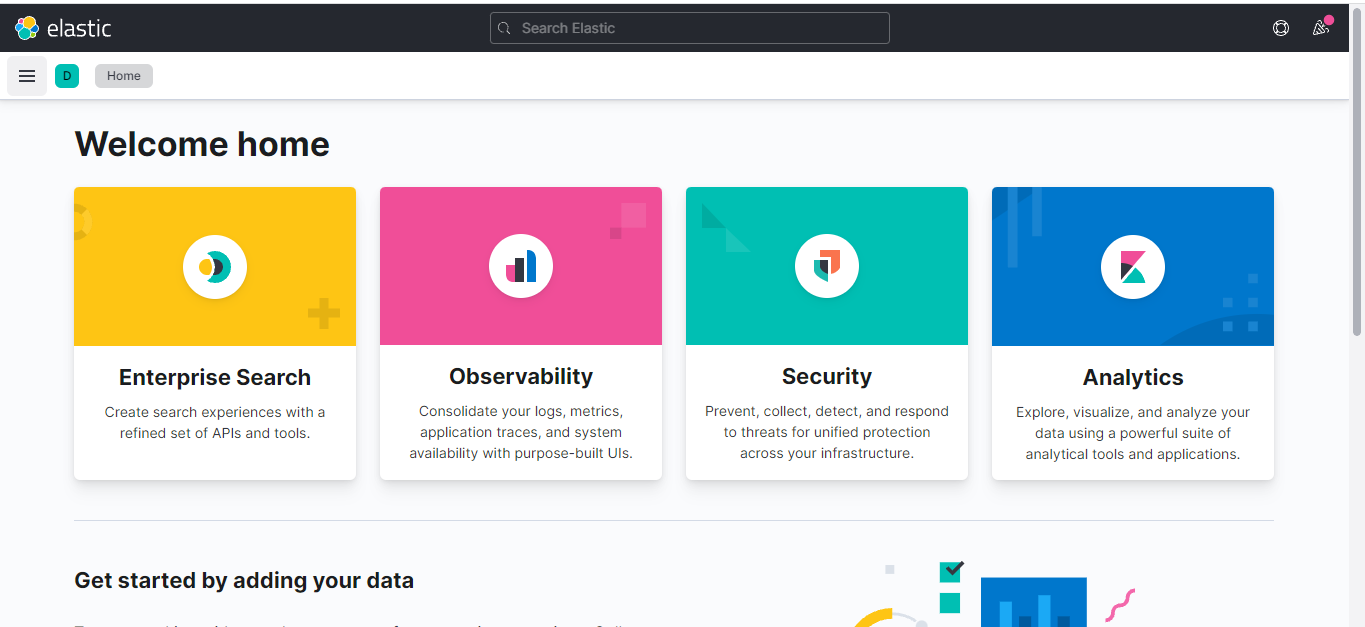 elastic
Search Elastic
D
Home
Welcome home
Enterprise Search
Create search experiences with a
refined set of APIs and tools.
Observability
Consolidate your logs, metrics,
application traces, and system
availability with purpose-built UIs.
Security
Prevent, collect, detect, and respond
to threats for unified protection
across your infrastructure.
Analytics
Explore, visualize, and analyze your
data using a powerful suite of
analytical tools and applications.
Get started by adding your data